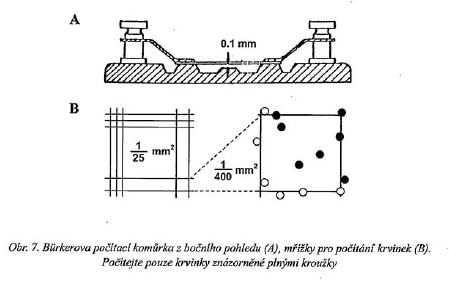 A
0.1 mm
B
1/25 mm²
1/400 mm²
Obr. 7. Bürkerova počítací komůrka z bočního pohledu (A), mřížky pro počítání krvinek (B).
Počítejte pouze krvinky znázorněné plnými kroužky